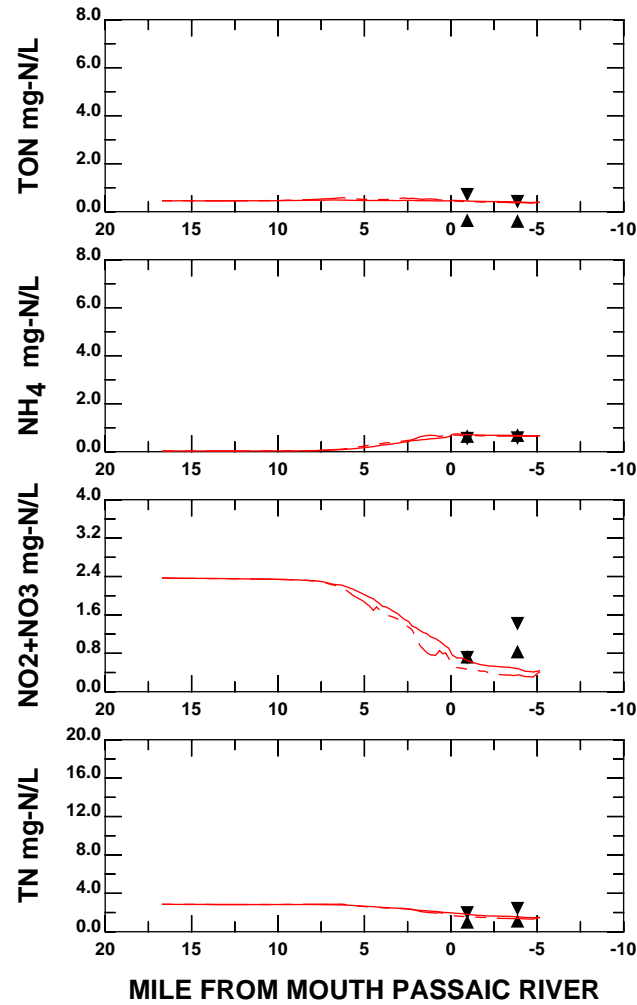 TON mg-N/L
8.0
6.0
4.0
2.0
0.0
20 15 10 5 0 -5 -10
NH4 mg-N/L
8.0
6.0
4.0
2.0
0.0
20 15 10 5 0 -5 -10
NO2+NO3 mg-N/L
4.0
3.2
2.4
1.6
0.8
0.0
20 15 10 5 0 -5 -10
TN mg-N/L
20.0
16.0
12.0
8.0
4.0
0.0
20 15 10 5 0 -5 -10
MILE FROM MOUTH PASSAIC RIVER